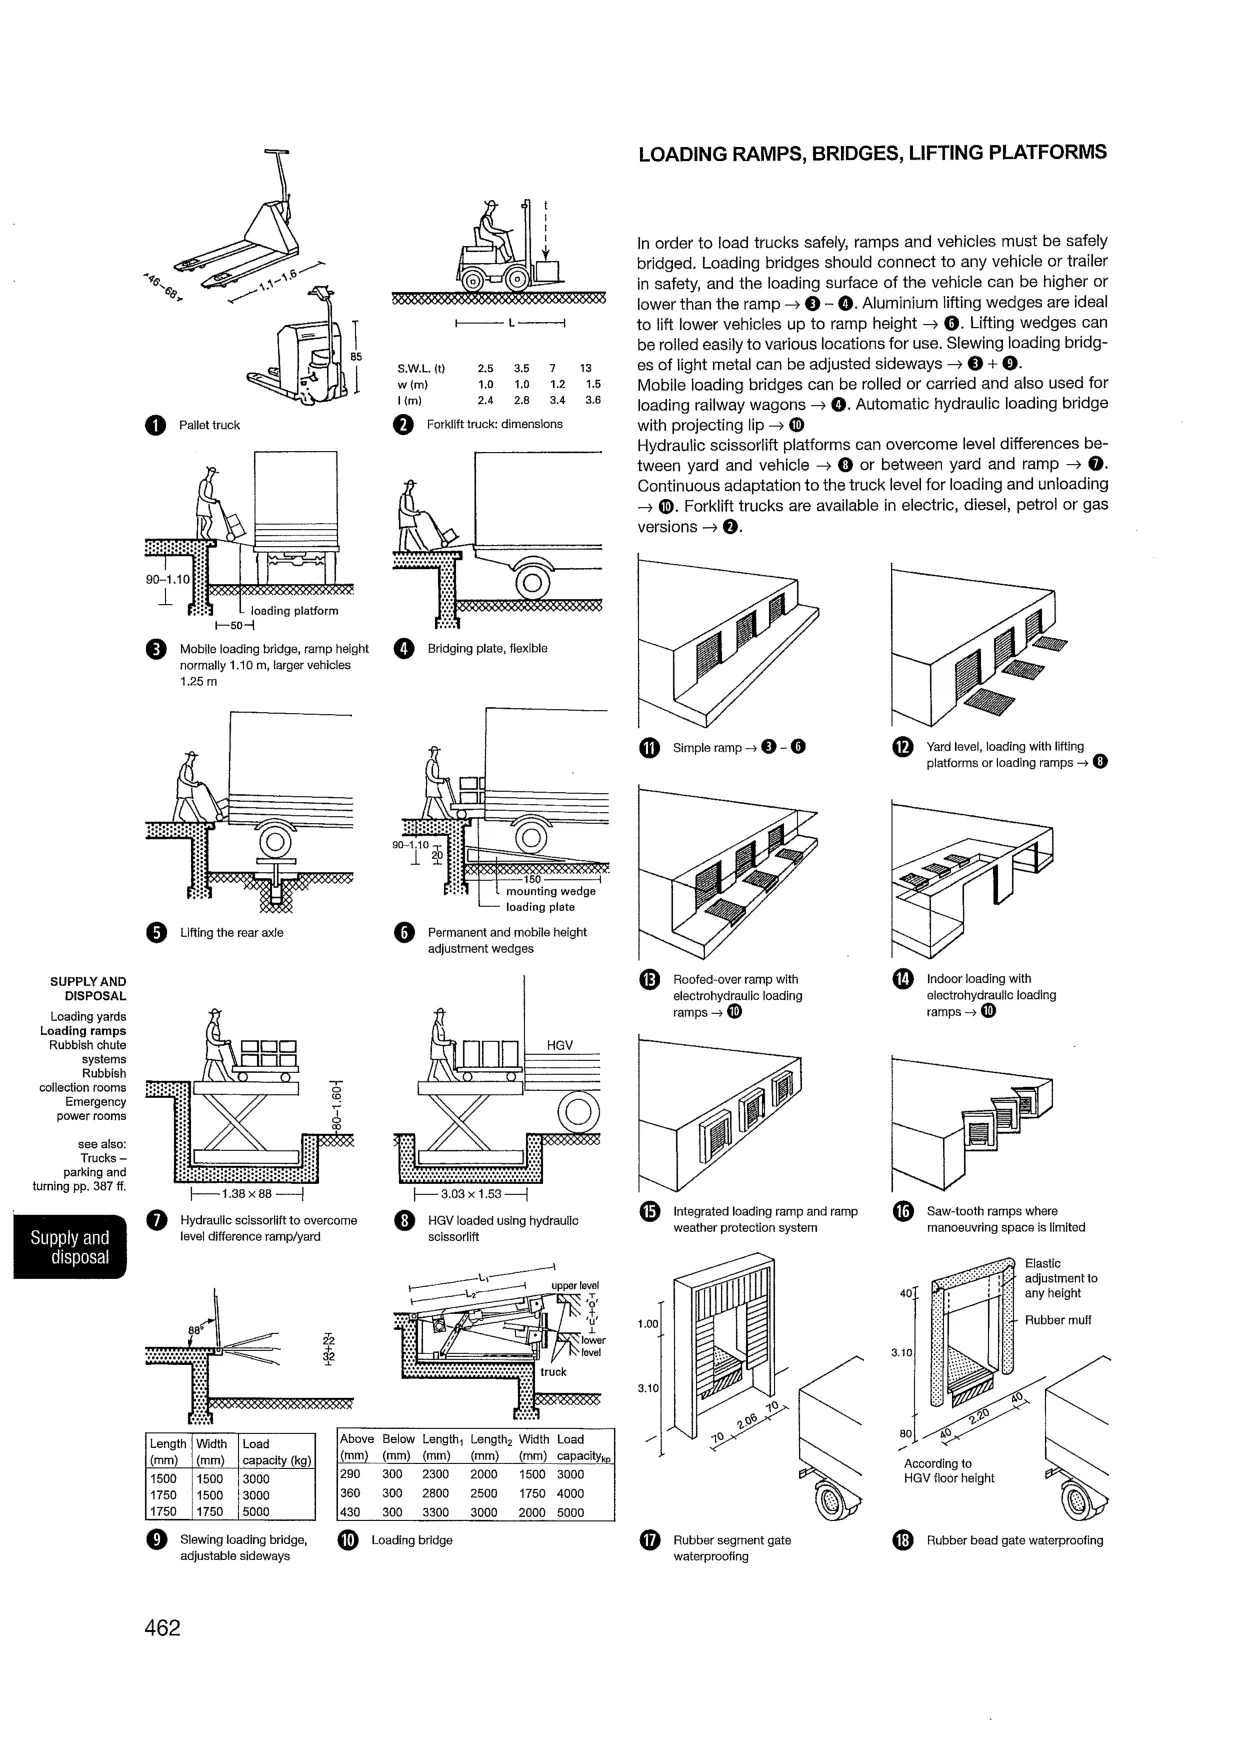 LOADING RAMPS, BRIDGES, LIFTING PLATFORMS
In order to load trucks safely, ramps and vehicles must be safely
bridged. Loading bridges should connect to any vehicle or trailer
in safety, and the loading surface of the vehicle can be higher or
lower than the ramp → 3 – 4. Aluminium lifting wedges are ideal
to lift lower vehicles up to ramp height → 6. Lifting wedges can
be rolled easily to various locations for use. Slewing loading bridg-
es of light metal can be adjusted sideways → 3 + 9.
Mobile loading bridges can be rolled or carried and also used for
loading railway wagons → 4. Automatic hydraulic loading bridge
with projecting lip → 10
Hydraulic scissorlift platforms can overcome level differences be-
tween yard and vehicle → 8 or between yard and ramp → 7.
Continuous adaptation to the truck level for loading and unloading
→ 10. Forklift trucks are available in electric, diesel, petrol or gas
versions → 2.
46–68
1.1–1.6
85
1 Pallet truck
t
L
S.W.L. (t) 2.5 3.5 7 13
w (m) 1.0 1.0 1.2 1.5
l (m) 2.4 2.8 3.4 3.6
2 Forklift truck: dimensions
90–1.10
loading platform
50
3 Mobile loading bridge, ramp height
normally 1.10 m, larger vehicles
1.25 m
4 Bridging plate, flexible
5 Lifting the rear axle
90–1.10
20
150
mounting wedge
loading plate
6 Permanent and mobile height
adjustment wedges
SUPPLY AND
DISPOSAL
Loading yards
Loading ramps
Rubbish chute
systems
Rubbish
collection rooms
Emergency
power rooms
see also:
Trucks –
parking and
turning pp. 387 ff.
Supply and
disposal
80–1.60
1.38 x 88
7 Hydraulic scissorlift to overcome
level difference ramp/yard
HGV
3.03 x 1.53
8 HGV loaded using hydraulic
scissorlift
88°
22
32
Length Width Load
(mm) (mm) capacity (kg)
1500 1500 3000
1750 1500 3000
1750 1750 5000
9 Slewing loading bridge,
adjustable sideways
L₁
L₂
upper level
'o'
'u'
lower
level
truck
Above Below Length₁ Length₂ Width Load
(mm) (mm) (mm) (mm) (mm) capacity kp
290 300 2300 2000 1500 3000
360 300 2800 2500 1750 4000
430 300 3300 3000 2000 5000
10 Loading bridge
11 Simple ramp → 3 – 6
12 Yard level, loading with lifting
platforms or loading ramps → 8
13 Roofed-over ramp with
electrohydraulic loading
ramps → 10
14 Indoor loading with
electrohydraulic loading
ramps → 10
15 Integrated loading ramp and ramp
weather protection system
16 Saw-tooth ramps where
manoeuvring space is limited
1.00
3.10
70 2.06 70
17 Rubber segment gate
waterproofing
Elastic
adjustment to
any height
Rubber muff
40
3.10
80
40 2.20 40
According to
HGV floor height
18 Rubber bead gate waterproofing
462